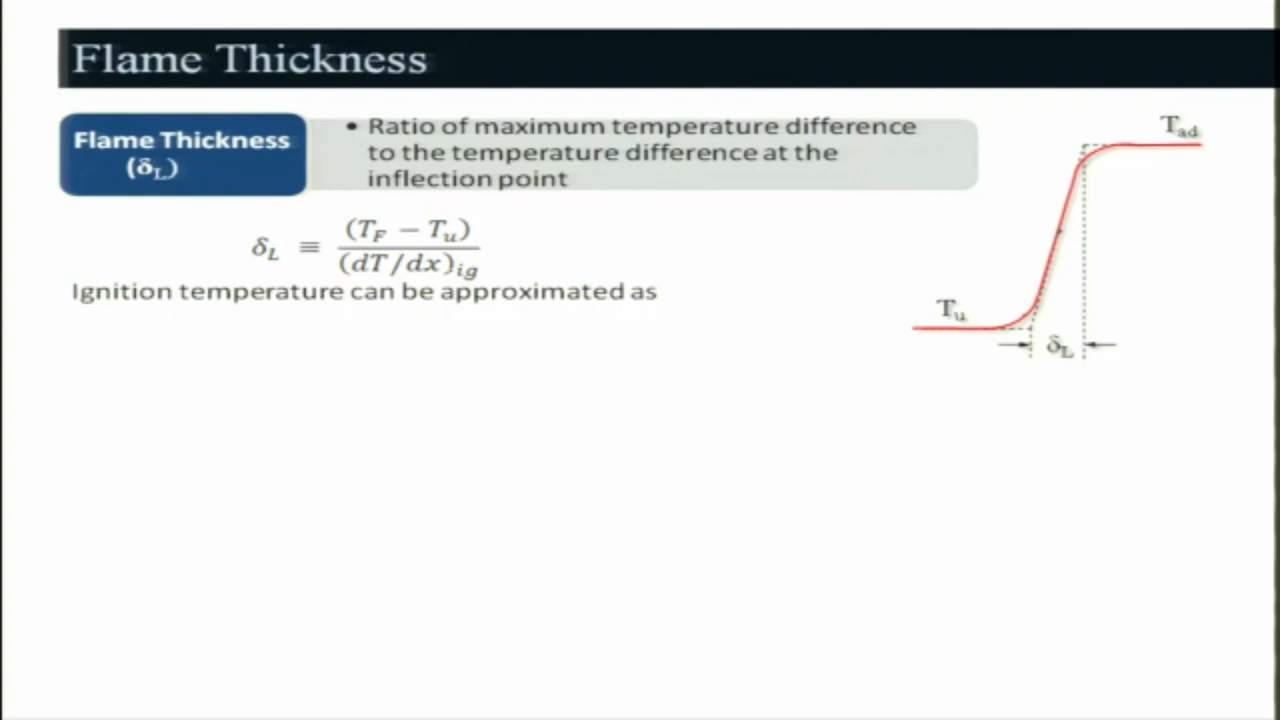 Flame Thickness
Flame Thickness
(δL)
• Ratio of maximum temperature difference
to the temperature difference at the
inflection point
δL ≡ (TF − Tu) / (dT/dx)ig
Ignition temperature can be approximated as
Tad
Tu
δL